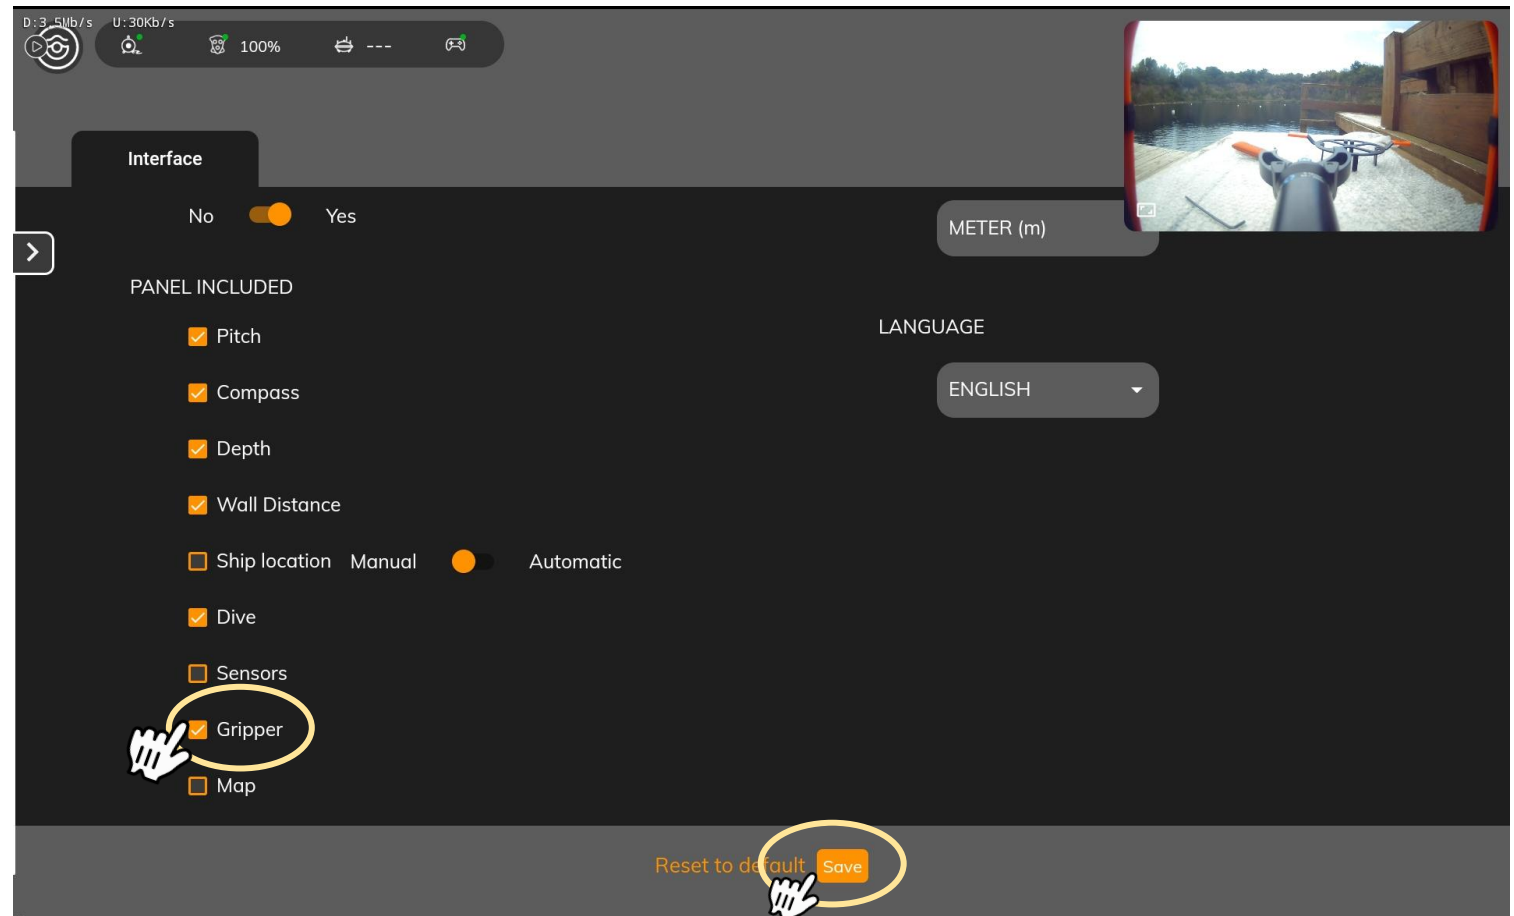 D:3.5Mb/s U:30Kb/s
100% ---
Interface
No Yes
METER (m)
PANEL INCLUDED
LANGUAGE
Pitch
ENGLISH
Compass
Depth
Wall Distance
Ship location Manual Automatic
Dive
Sensors
Gripper
Map
Reset to default Save